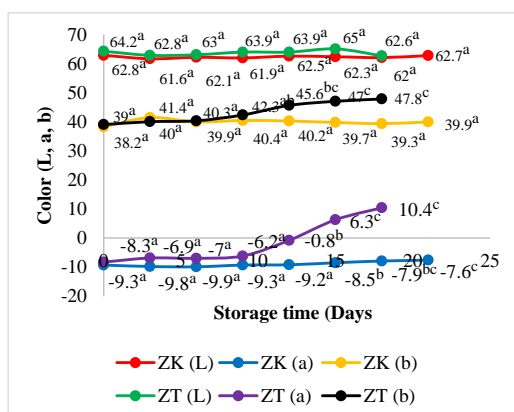 70
64.2ᵃ 62.8ᵃ 63ᵃ 63.9ᵃ 63.9ᵃ 65ᵃ 62.6ᵃ
60
62.8ᵃ 61.6ᵃ 62.1ᵃ 61.9ᵃ 62.5ᵃ 62.3ᵃ 62ᵃ 62.7ᵃ
50
39ᵃ 41.4ᵃ 40.3ᵃ 42.3ᵃᵇ 45.6ᵇᶜ 47ᶜ 47.8ᶜ
40
38.2ᵃ 40ᵃ 39.9ᵃ 40.4ᵃ 40.2ᵃ 39.7ᵃ 39.3ᵃ 39.9ᵃ
30
20
10
0
-8.3ᵃ -6.9ᵃ -7ᵃ -6.2ᵃ -0.8ᵇ 6.3ᶜ 10.4ᶜ
0 5 10 15 20 25
-10
-9.3ᵃ -9.8ᵃ -9.9ᵃ -9.3ᵃ -9.2ᵃ -8.5ᵇ -7.9ᵇᶜ -7.6ᶜ
-20
Color (L, a, b)
Storage time (Days
ZK (L) ZK (a) ZK (b)
ZT (L) ZT (a) ZT (b)